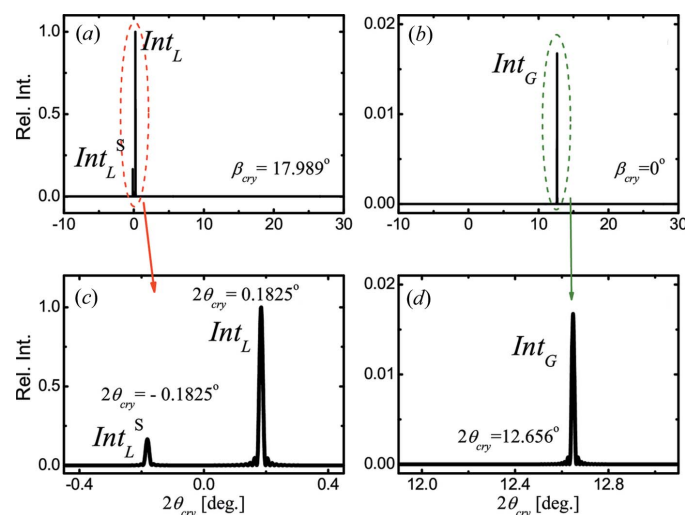 (a)
Int_L
Int_L^S
β_cry = 17.989°
Rel. Int.
1.0
0.5
0.0
-10 0 10 20 30
(b)
Int_G
β_cry=0°
0.02
0.01
0.00
-10 0 10 20 30
(c)
2θ_cry = 0.1825°
Int_L
2θ_cry = - 0.1825°
Int_L^S
Rel. Int.
1.0
0.5
0.0
-0.4 0.0 0.4
2θ_cry [deg.]
(d)
Int_G
2θ_cry=12.656°
0.02
0.01
0.00
12.0 12.4 12.8
2θ_cry [deg.]